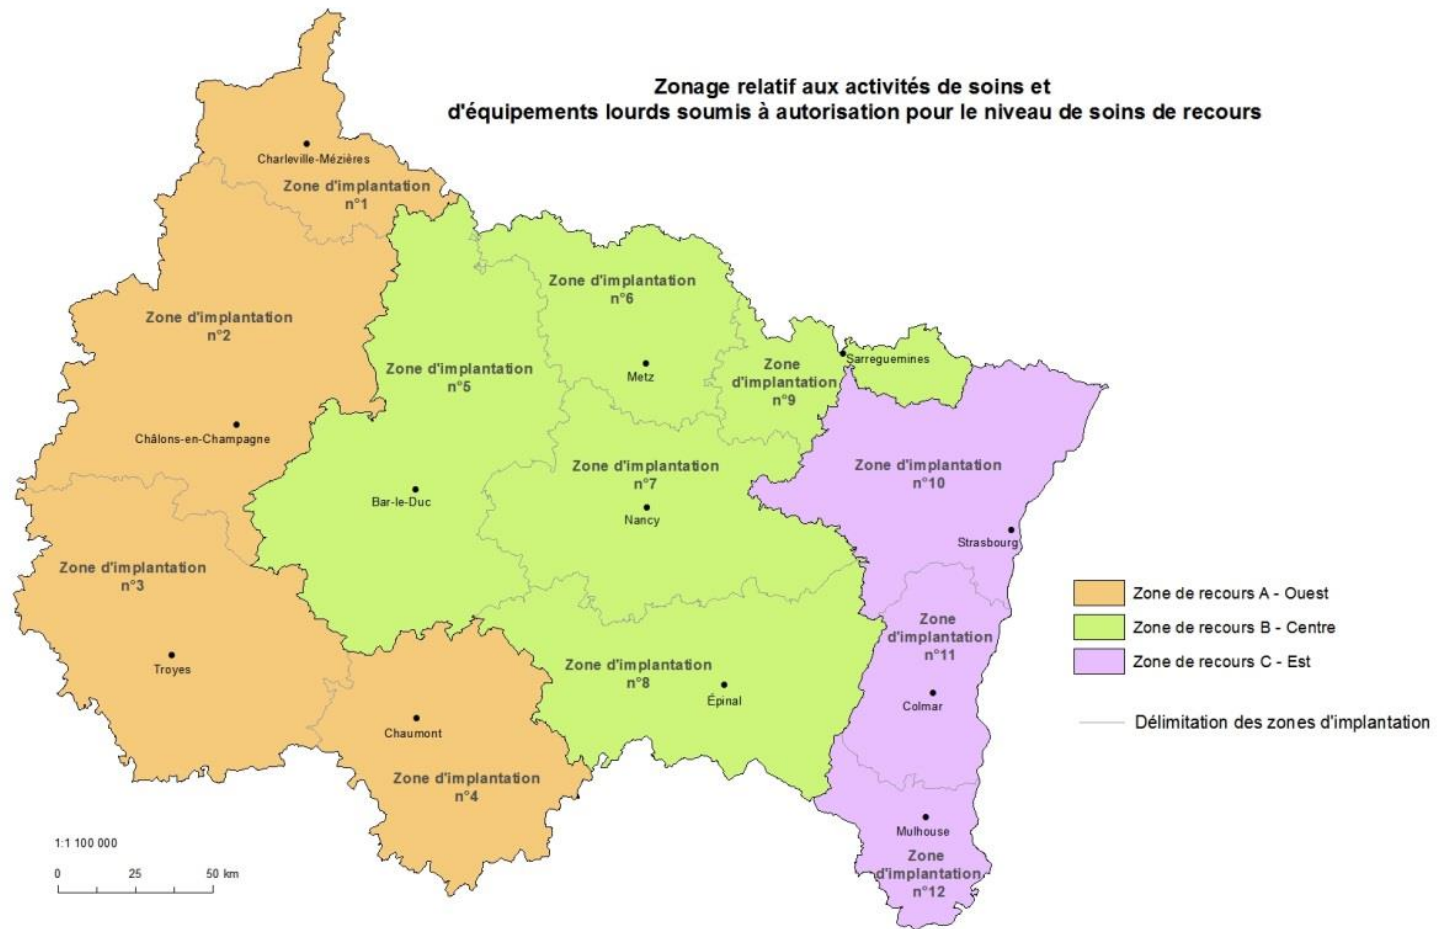 Zonage relatif aux activités de soins et
d'équipements lourds soumis à autorisation pour le niveau de soins de recours
Charleville-Mézières
Zone d'implantation
n°1
Zone d'implantation
n°2
Châlons-en-Champagne
Zone d'implantation
n°3
Troyes
Chaumont
Zone d'implantation
n°4
Zone d'implantation
n°5
Bar-le-Duc
Zone d'implantation
n°6
Metz
Zone d'implantation
n°7
Nancy
Zone d'implantation
n°8
Épinal
Zone
d'implantation
n°9
Sarreguemines
Zone d'implantation
n°10
Strasbourg
Zone
d'implantation
n°11
Colmar
Mulhouse
Zone
d'implantation
n°12
Zone de recours A - Ouest
Zone de recours B - Centre
Zone de recours C - Est
Délimitation des zones d'implantation
1:1 100 000
0 25 50 km